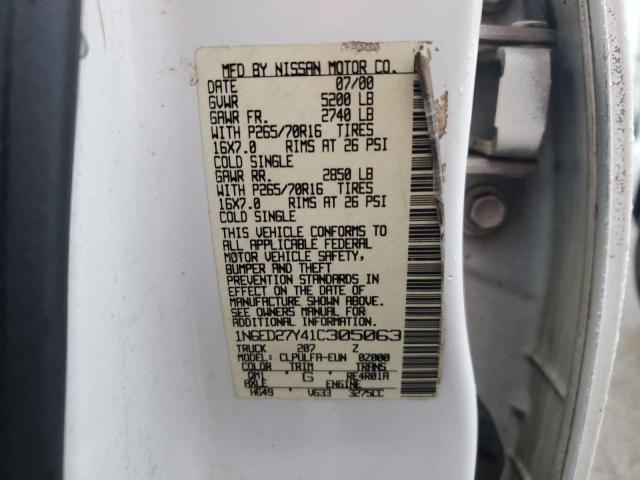 MFD BY NISSAN MOTOR CO.
DATE 07/00
GVWR 5200 LB
GAWR FR. 2740 LB
WITH P265/70R16 TIRES
16X7.0 RIMS AT 26 PSI
COLD SINGLE
GAWR RR. 2850 LB
WITH P265/70R16 TIRES
16X7.0 RIMS AT 26 PSI
COLD SINGLE
THIS VEHICLE CONFORMS TO
ALL APPLICABLE FEDERAL
MOTOR VEHICLE SAFETY,
BUMPER AND THEFT
PREVENTION STANDARDS IN
EFFECT ON THE DATE OF
MANUFACTURE SHOWN ABOVE.
SEE OWNERS MANUAL FOR
ADDITIONAL INFORMATION
1N6ED27Y41C305063
TRUCK 207 Z
CLPULFA-EUN 0Z000
COLOR TRIM TRANS
QM1 G RE4R01A
AXLE ENGINE
HG49 VG33 3275CC